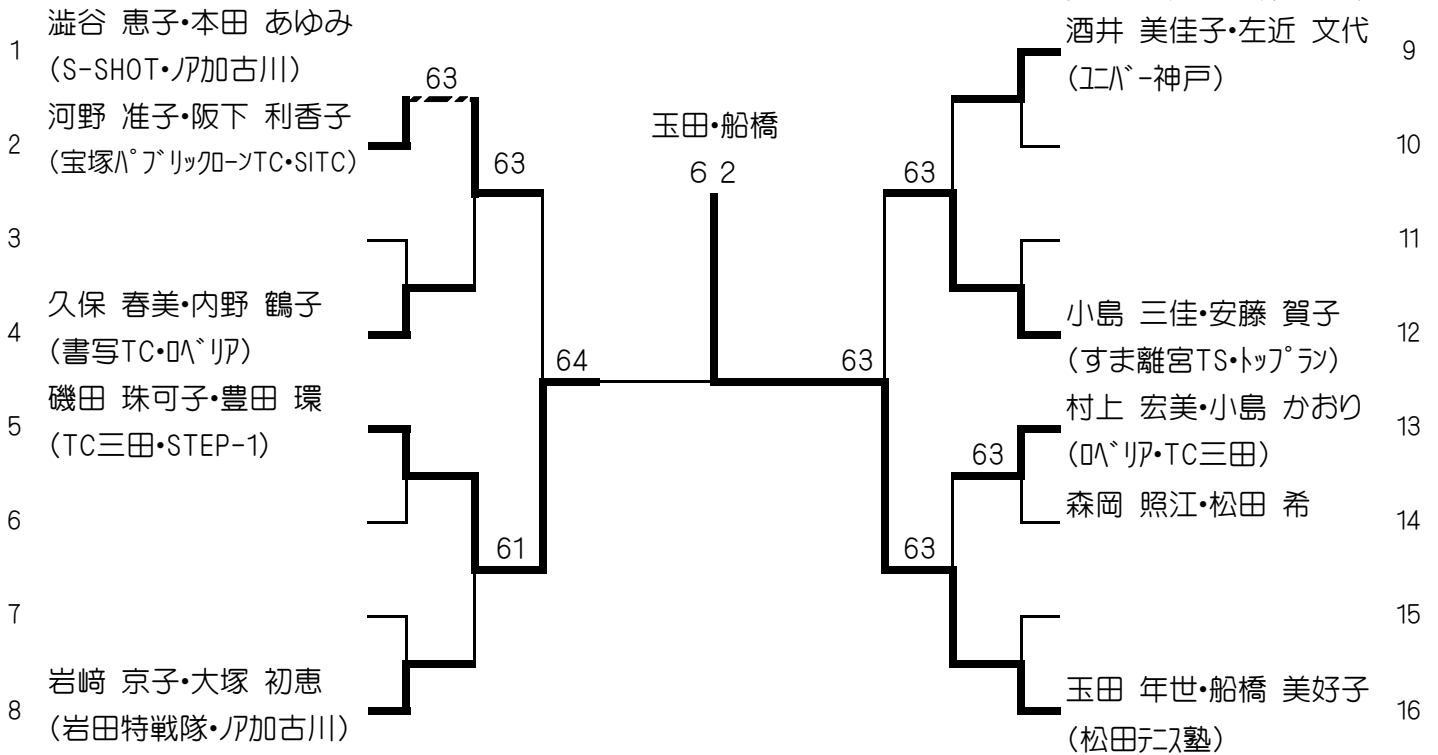 1
澁谷 恵子・本田 あゆみ
(S-SHOT・ﾉｱ加古川)
63
2
河野 准子・阪下 利香子
(宝塚ﾊﾟﾌﾞﾘｯｸﾛｰﾝTC・SITC)
63
3
4
久保 春美・内野 鶴子
(書写TC・ﾛﾍﾞﾘｱ)
64
5
磯田 珠可子・豊田 環
(TC三田・STEP-1)
6
61
7
8
岩﨑 京子・大塚 初恵
(岩田特戦隊・ﾉｱ加古川)
玉田・船橋
6 2
酒井 美佳子・左近 文代
9
(ﾕﾆﾊﾞｰ神戸)
10
63
11
小島 三佳・安藤 賀子
12
(すま離宮TS・ﾄｯﾌﾟﾗﾝ)
63
村上 宏美・小島 かおり
13
(ﾛﾍﾞﾘｱ・TC三田)
63
森岡 照江・松田 希
14
63
15
玉田 年世・船橋 美好子
16
(松田ﾃﾆｽ塾)